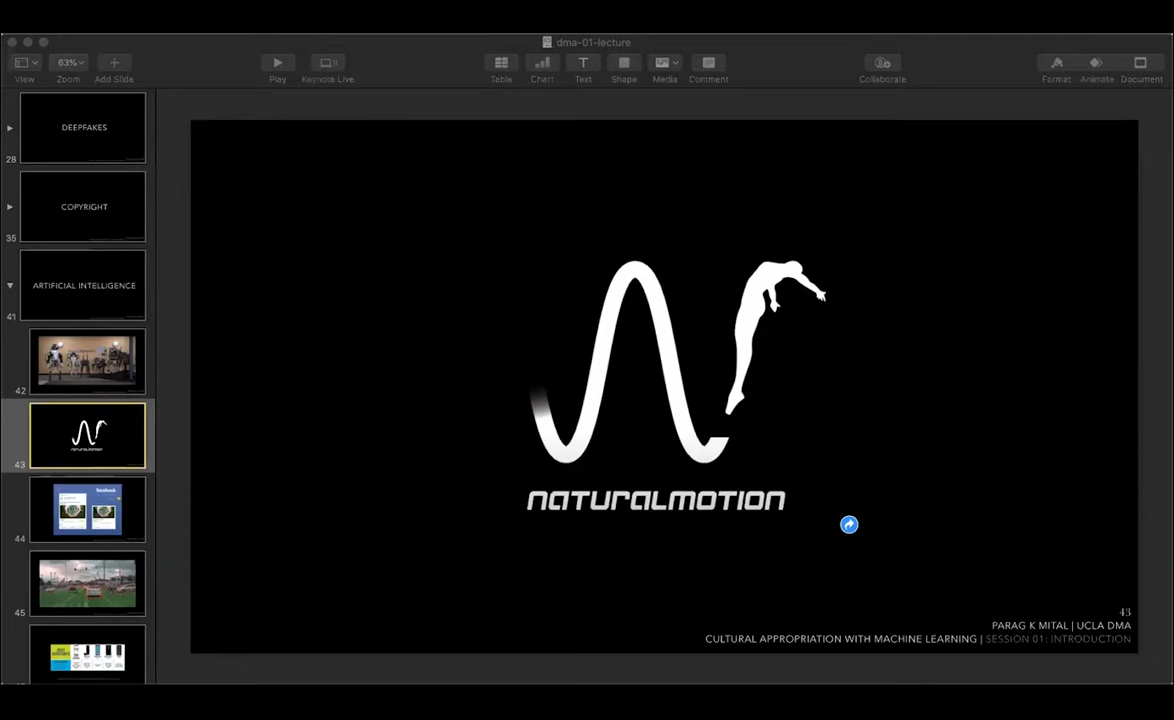 dma-01-lecture
63%
View
Zoom
Add Slide
Play
Keynote Live
Table
Chart
Text
Shape
Media
Comment
Collaborate
Format
Animate
Document
DEEPFAKES
28
COPYRIGHT
35
ARTIFICIAL INTELLIGENCE
41
42
naturalmotion
43
facebook
44
45
naturalmotion
43
PARAG K MITAL | UCLA DMA
CULTURAL APPROPRIATION WITH MACHINE LEARNING | SESSION 01: INTRODUCTION